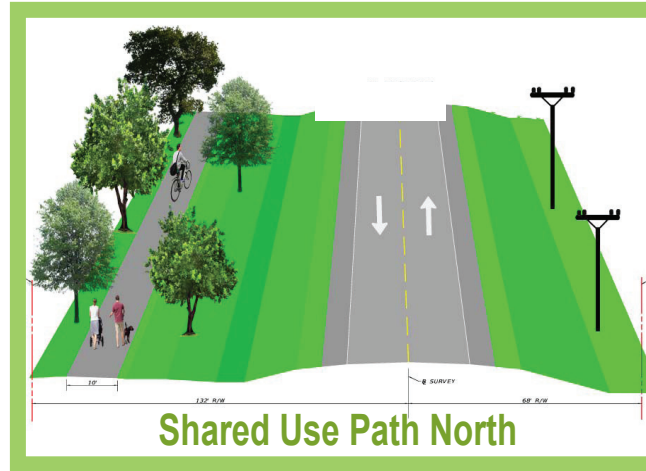 10'
℄ SURVEY
132' R/W
68' R/W
Shared Use Path North